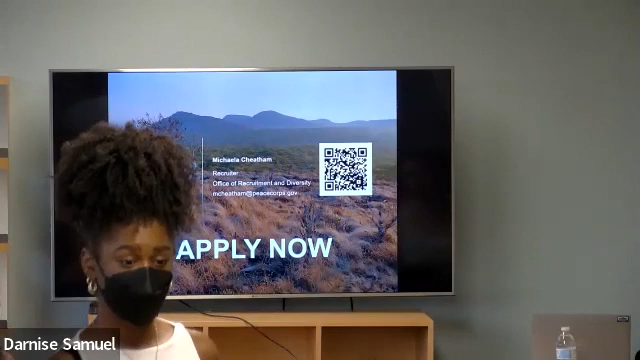 Michaela Cheatham
Recruiter
Office of Recruitment and Diversity
mcheatham@peacecorps.gov
APPLY NOW
Darnise Samuel